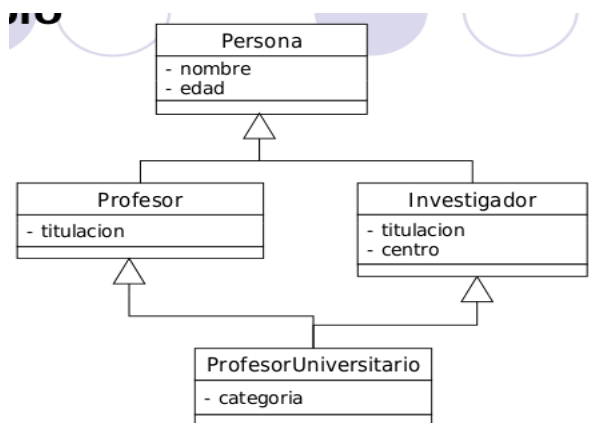 Persona
- nombre
- edad
Profesor
- titulacion
Investigador
- titulacion
- centro
ProfesorUniversitario
- categoria